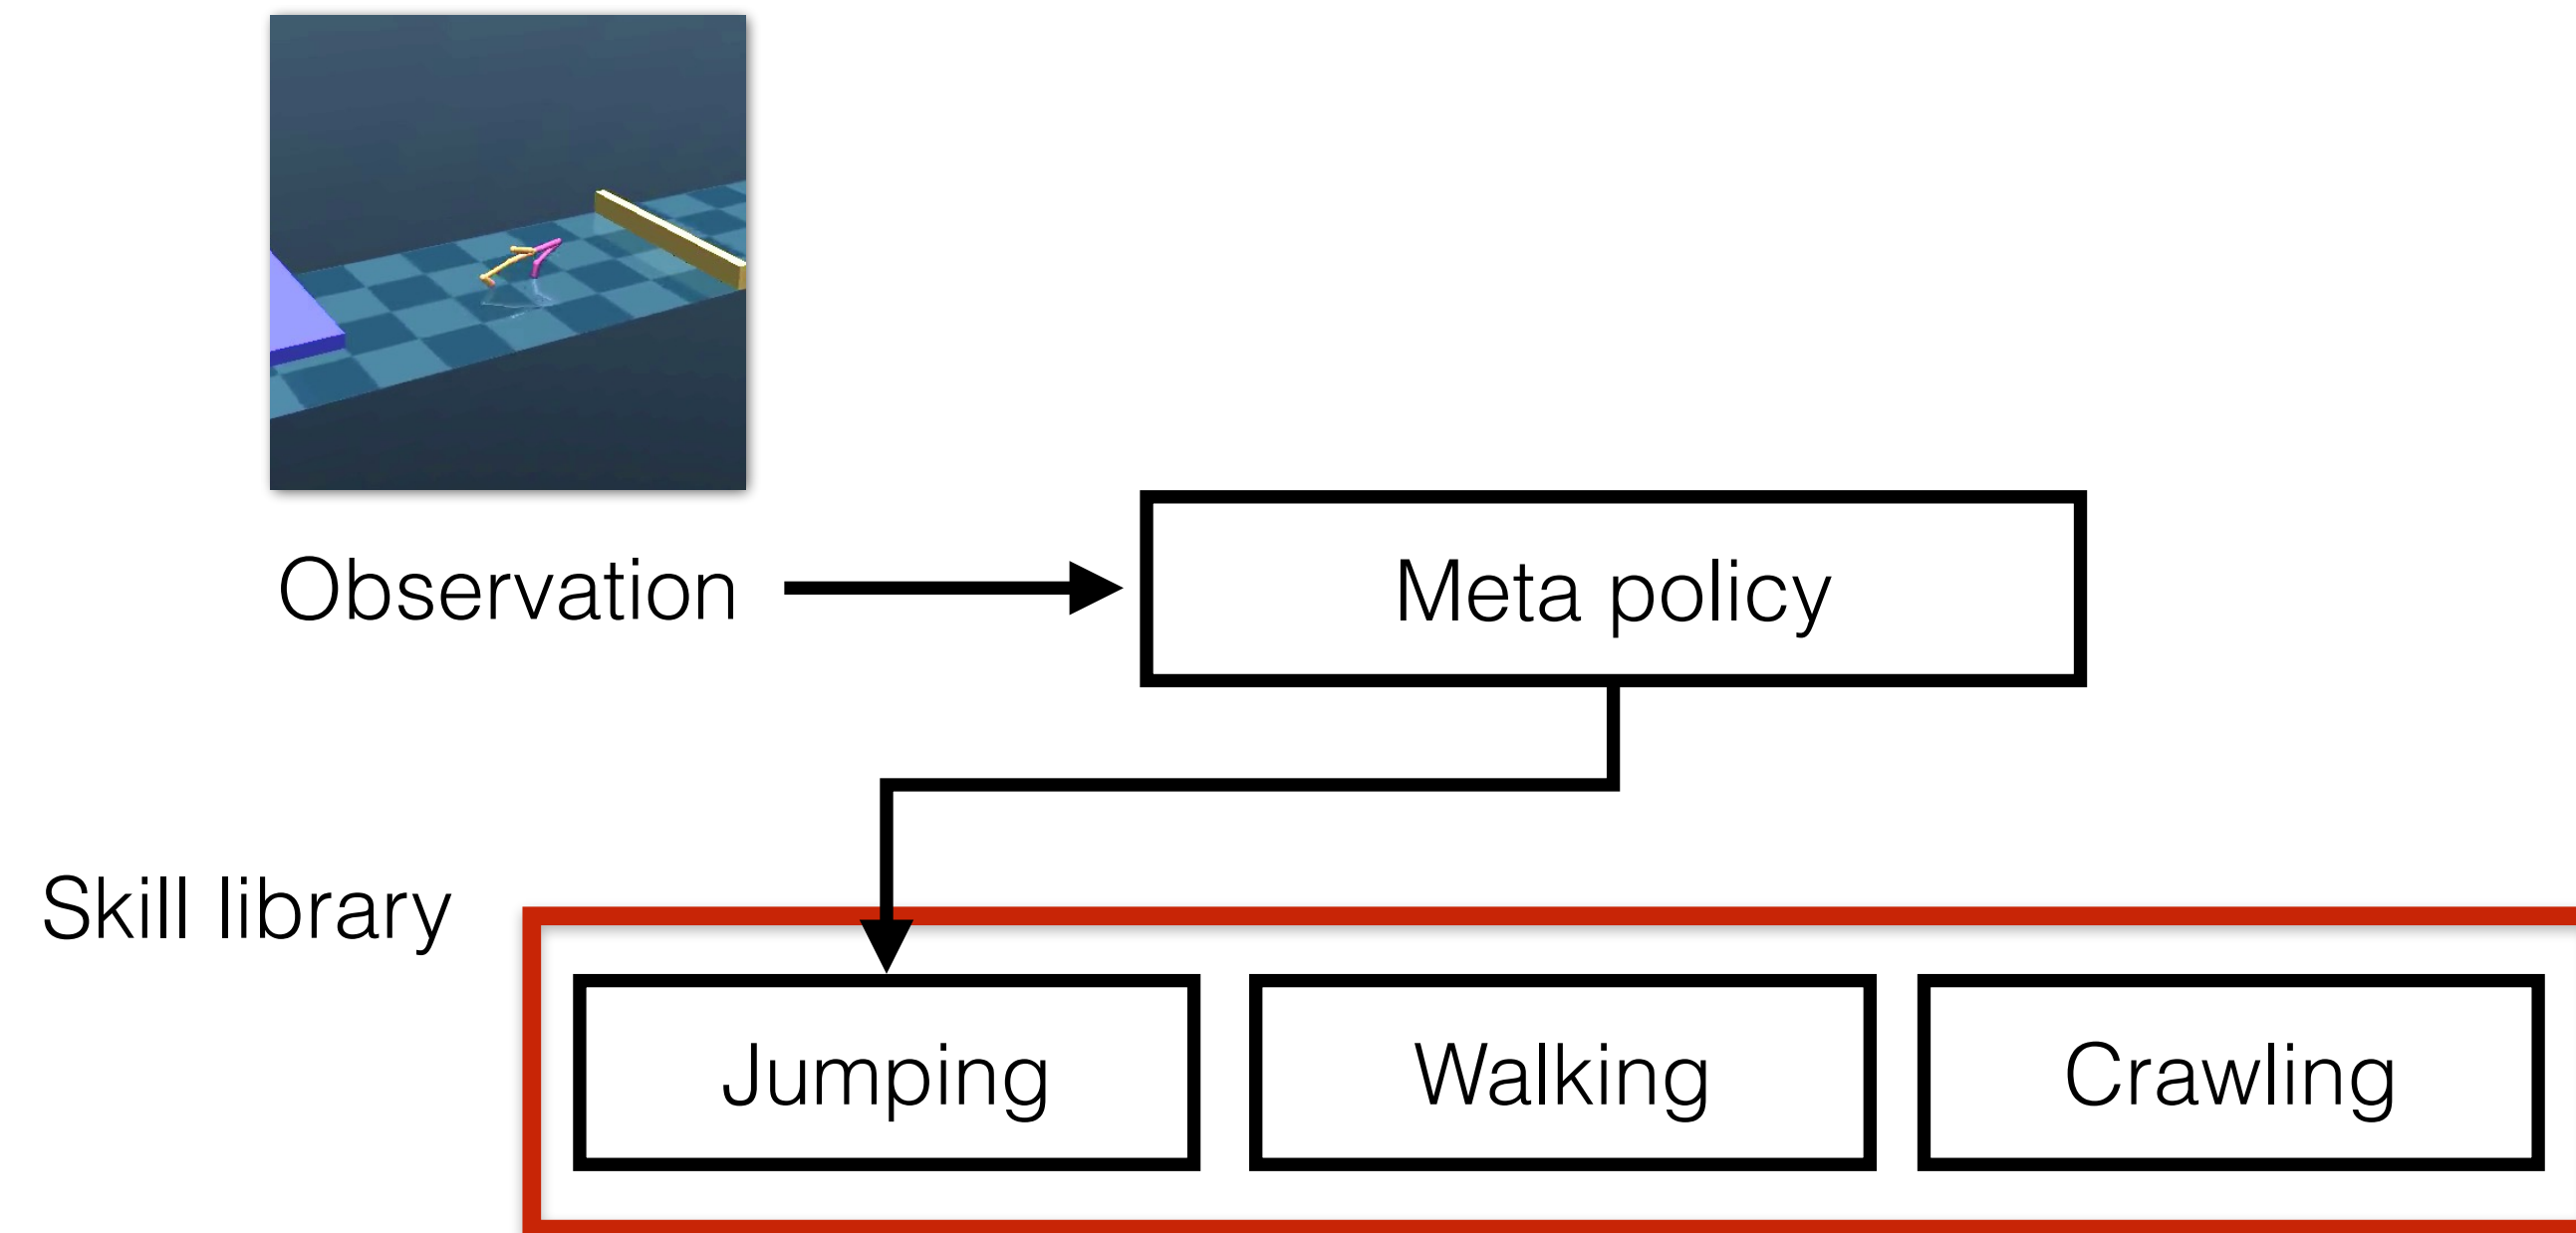 Observation
Meta policy
Skill library
Jumping
Walking
Crawling